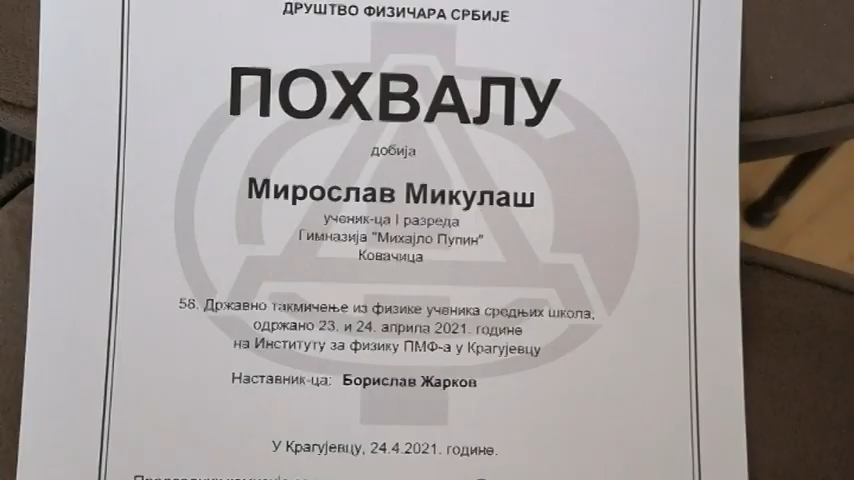 ДРУШТВО ФИЗИЧАРА СРБИЈЕ
ПОХВАЛУ
добија
Мирослав Микулаш
ученик-ца I разреда
Гимназија "Михајло Пупин"
Ковачица
58. Државно такмичење из физике ученика средњих школа,
одржано 23. и 24. априла 2021. године
на Институту за физику ПМФ-а у Крагујевцу
Наставник-ца: Борислав Жарков
У Крагујевцу, 24.4.2021. године.